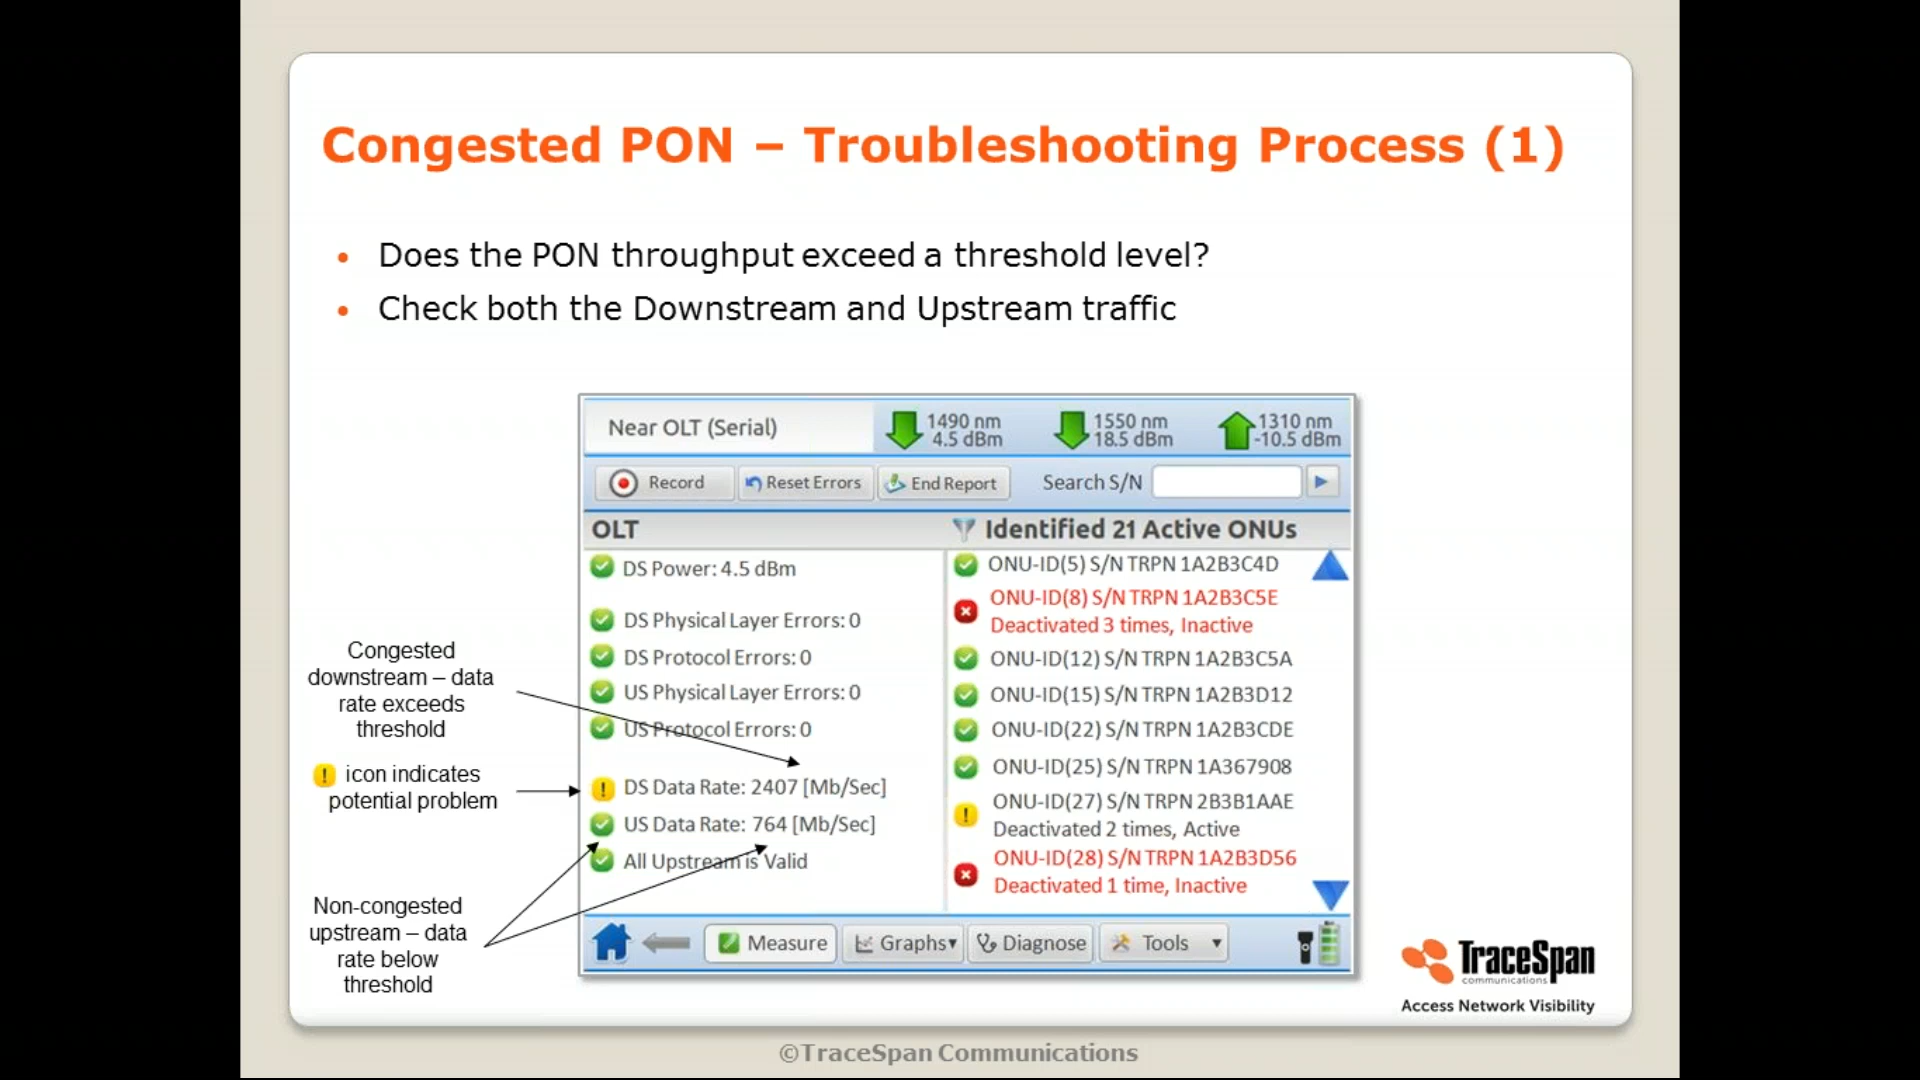 Congested PON – Troubleshooting Process (1)
• Does the PON throughput exceed a threshold level?
• Check both the Downstream and Upstream traffic
Near OLT (Serial)
1490 nm
4.5 dBm
1550 nm
18.5 dBm
1310 nm
-10.5 dBm
Record
Reset Errors
End Report
Search S/N
OLT
DS Power: 4.5 dBm
DS Physical Layer Errors: 0
DS Protocol Errors: 0
US Physical Layer Errors: 0
US Protocol Errors: 0
DS Data Rate: 2407 [Mb/Sec]
US Data Rate: 764 [Mb/Sec]
All Upstream is Valid
Identified 21 Active ONUs
ONU-ID(5) S/N TRPN 1A2B3C4D
ONU-ID(8) S/N TRPN 1A2B3C5E
Deactivated 3 times, Inactive
ONU-ID(12) S/N TRPN 1A2B3C5A
ONU-ID(15) S/N TRPN 1A2B3D12
ONU-ID(22) S/N TRPN 1A2B3CDE
ONU-ID(25) S/N TRPN 1A367908
ONU-ID(27) S/N TRPN 2B3B1AAE
Deactivated 2 times, Active
ONU-ID(28) S/N TRPN 1A2B3D56
Deactivated 1 time, Inactive
Measure
Graphs
Diagnose
Tools
Congested
downstream – data
rate exceeds
threshold
! icon indicates
potential problem
Non-congested
upstream – data
rate below
threshold
TraceSpan
communications
Access Network Visibility
©TraceSpan Communications